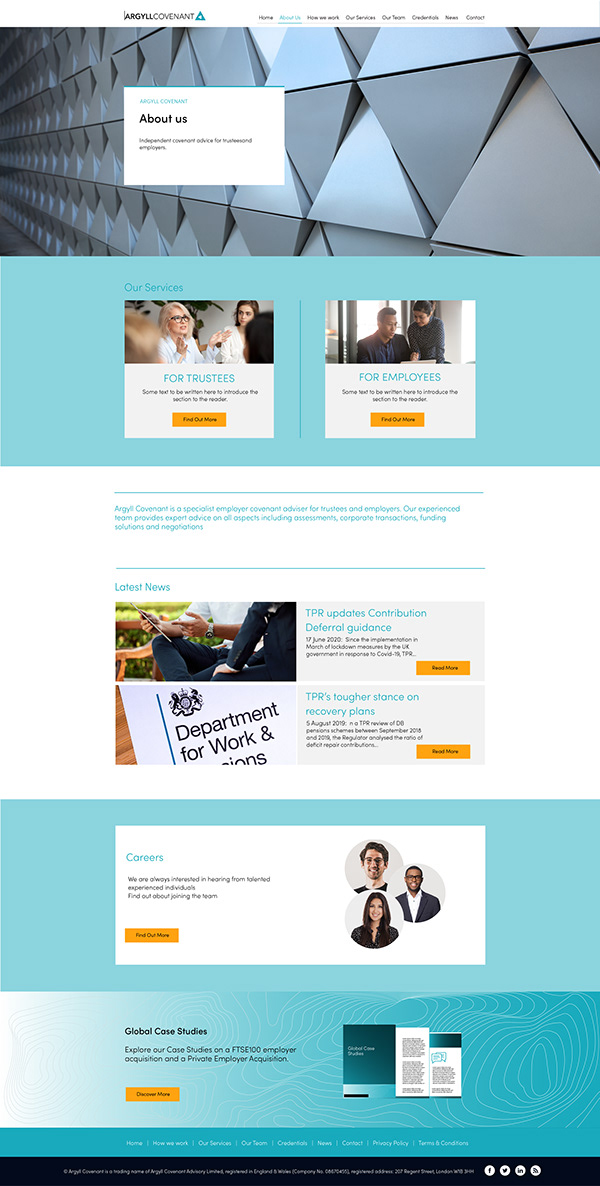 ARGYLLCOVENANT
Home About Us How we work Our Services Our Team Credentials News Contact
ARGYLL COVENANT
About us
Independent covenant advice for trusteesand
employers.
Our Services
FOR TRUSTEES
Some text to be written here to introduce the
section to the reader.
Find Out More
FOR EMPLOYEES
Some text to be written here to introduce the
section to the reader.
Find Out More
Argyll Covenant is a specialist employer covenant adviser for trustees and employers. Our experienced
team provides expert advice on all aspects including assessments, corporate transactions, funding
solutions and negotiations
Latest News
TPR updates Contribution
Deferral guidance
17 June 2020: Since the implementation in
March of lockdown measures by the UK
government in response to Covid-19, TPR...
Read More
Department
for Work &
sions
TPR's tougher stance on
recovery plans
5 August 2019: n a TPR review of DB
pensions schemes between September 2018
and 2019, the Regulator analysed the ratio of
deficit repair contributions...
Read More
Careers
We are always interested in hearing from talented
experienced individuals
Find out about joining the team
Find Out More
Global Case Studies
Explore our Case Studies on a FTSE100 employer
acquisition and a Private Employer Acquisition.
Discover More
Global Case
Studies
Home | How we work | Our Services | Our Team | Credentials | News | Contact | Privacy Policy | Terms & Conditions
© Argyll Covenant is a trading name of Argyll Covenant Advisory Limited, registered in England & Wales (Company No. 08670455), registered address: 207 Regent Street, London W1B 3HH